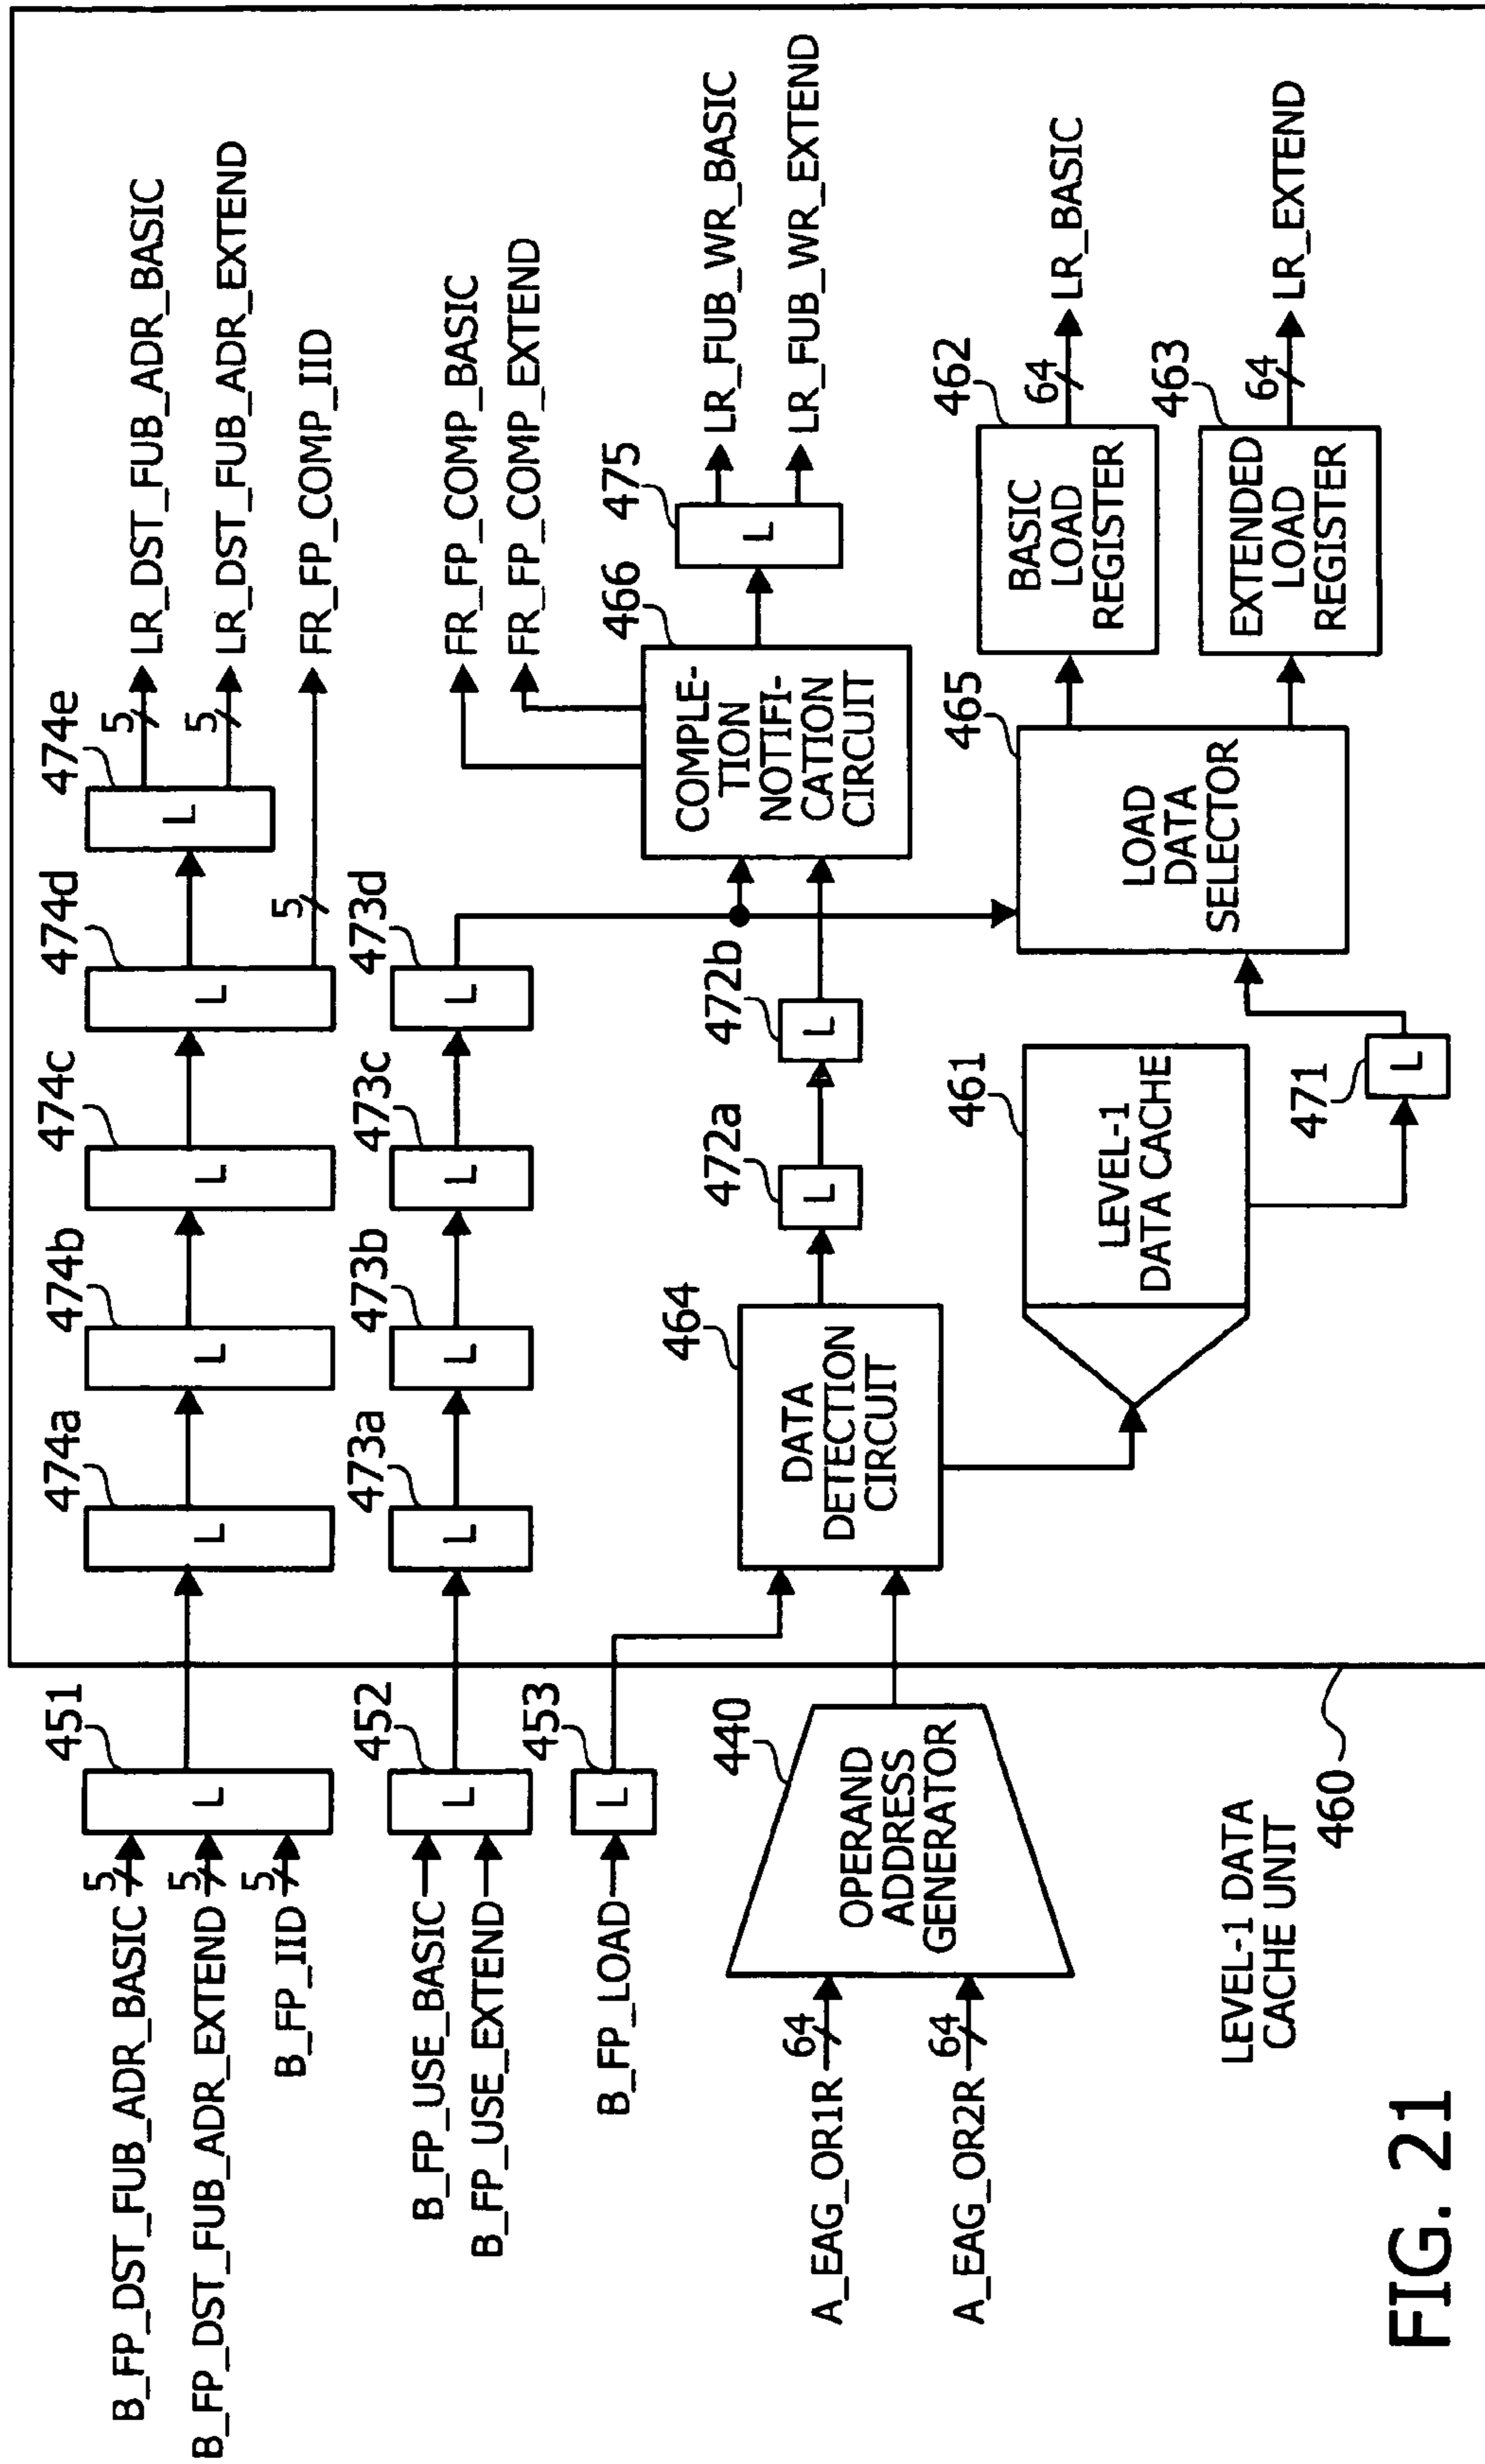 B_FP_DST_FUB_ADR_BASIC
5
B_FP_DST_FUB_ADR_EXTEND
5
B_FP_IID
5
451
L
474a
L
474b
L
474c
L
474d
L
5
FR_FP_COMP_IID
474e
L
5
LR_DST_FUB_ADR_BASIC
5
LR_DST_FUB_ADR_EXTEND
B_FP_USE_BASIC
B_FP_USE_EXTEND
452
L
473a
L
473b
L
473c
L
473d
L
FR_FP_COMP_BASIC
FR_FP_COMP_EXTEND
B_FP_LOAD
453
L
A_EAG_OR1R
64
A_EAG_OR2R
64
440
OPERAND
ADDRESS
GENERATOR
464
DATA
DETECTION
CIRCUIT
472a
L
472b
L
466
COMPLE-
TION
NOTIFI-
CATION
CIRCUIT
475
L
LR_FUB_WR_BASIC
LR_FUB_WR_EXTEND
461
LEVEL-1
DATA CACHE
471
L
465
LOAD
DATA
SELECTOR
462
BASIC
LOAD
REGISTER
64
LR_BASIC
463
EXTENDED
LOAD
REGISTER
64
LR_EXTEND
LEVEL-1 DATA
CACHE UNIT
460
FIG. 21